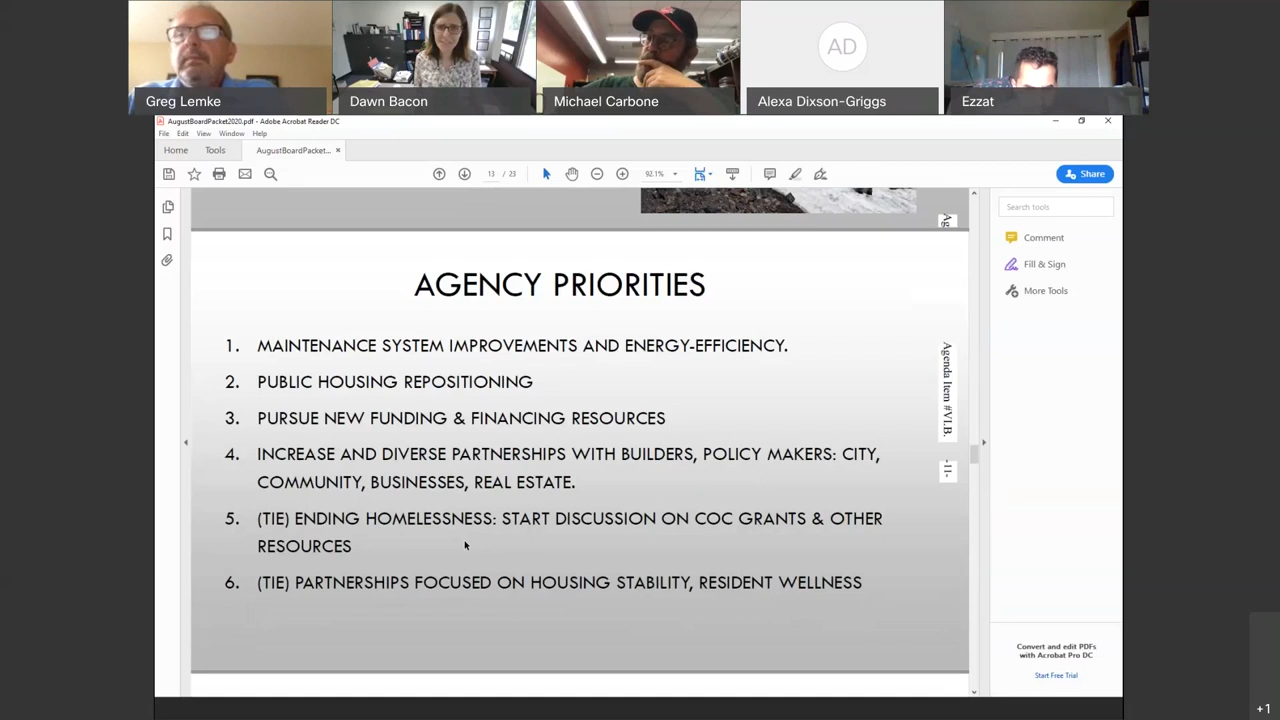 Greg Lemke
Dawn Bacon
Michael Carbone
AD
Alexa Dixson-Griggs
Ezzat
AugustBoardPacket2020.pdf - Adobe Acrobat Reader DC
File Edit View Window Help
Home Tools AugustBoardPacket... ×
13 / 23 92.1% Share
Search tools
Comment
Fill & Sign
More Tools
Ag
AGENCY PRIORITIES
1. MAINTENANCE SYSTEM IMPROVEMENTS AND ENERGY-EFFICIENCY.
2. PUBLIC HOUSING REPOSITIONING
3. PURSUE NEW FUNDING & FINANCING RESOURCES
4. INCREASE AND DIVERSE PARTNERSHIPS WITH BUILDERS, POLICY MAKERS: CITY,
COMMUNITY, BUSINESSES, REAL ESTATE.
5. (TIE) ENDING HOMELESSNESS: START DISCUSSION ON COC GRANTS & OTHER
RESOURCES
6. (TIE) PARTNERSHIPS FOCUSED ON HOUSING STABILITY, RESIDENT WELLNESS
Agenda Item #VI.B.
-11-
Convert and edit PDFs
with Acrobat Pro DC
Start Free Trial
+1